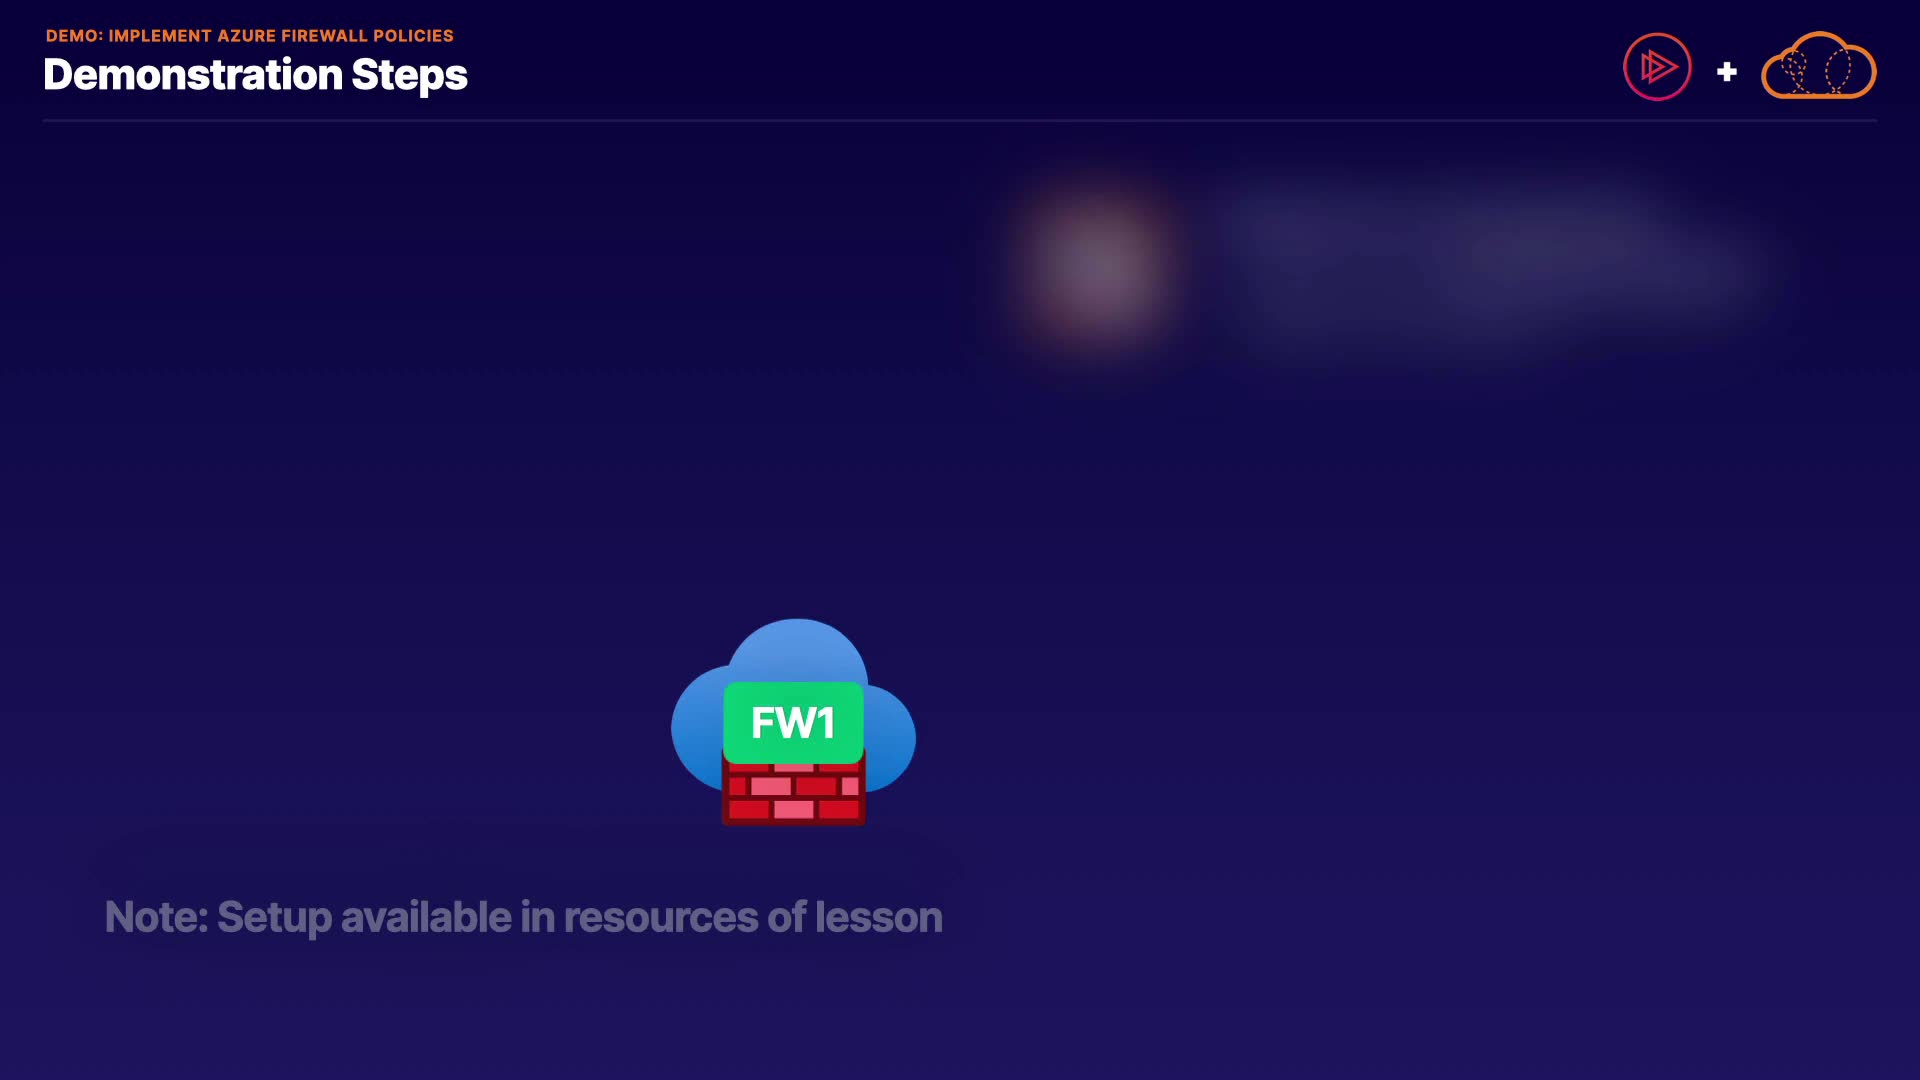 DEMO: IMPLEMENT AZURE FIREWALL POLICIES
Demonstration Steps
FW1
Note: Setup available in resources of lesson